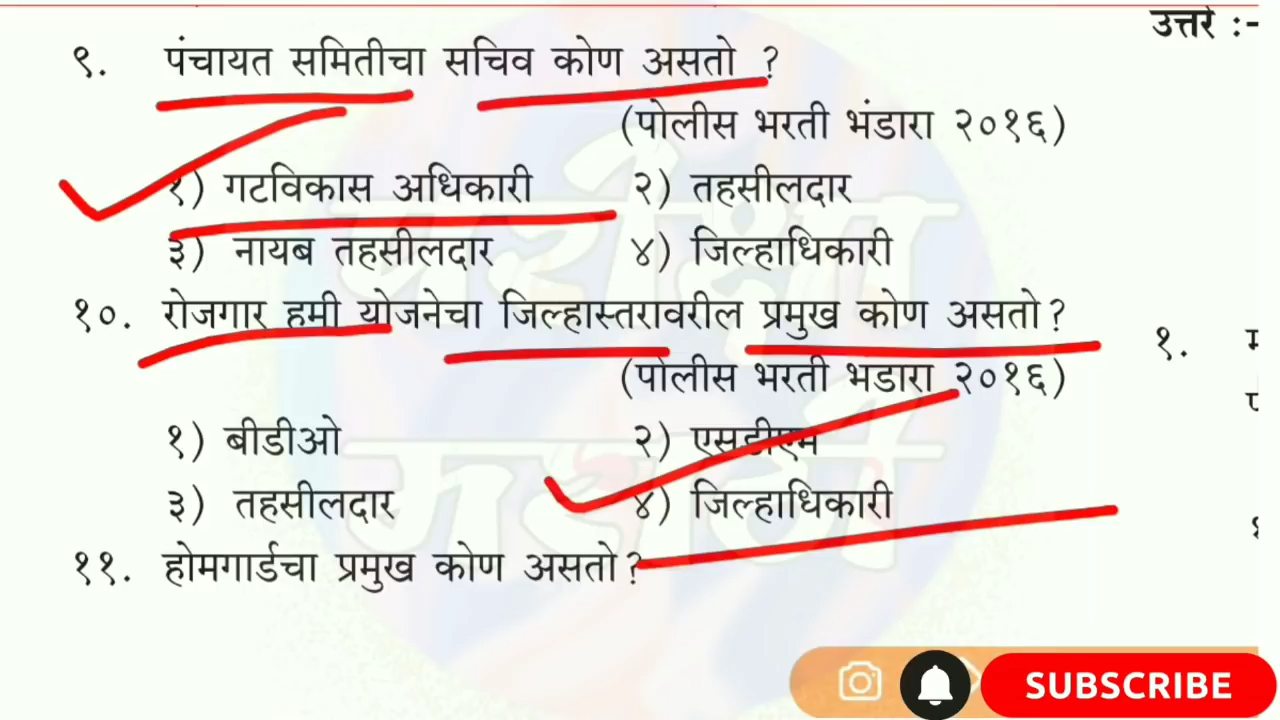 उत्तरे :-
९. पंचायत समितीचा सचिव कोण असतो ?
(पोलीस भरती भंडारा २०१६)
१) गटविकास अधिकारी २) तहसीलदार
३) नायब तहसीलदार ४) जिल्हाधिकारी
१०. रोजगार हमी योजनेचा जिल्हास्तरावरील प्रमुख कोण असतो?
(पोलीस भरती भडारा २०१६)
१) बीडीओ २) एसडीएम
३) तहसीलदार ४) जिल्हाधिकारी
११. होमगार्डचा प्रमुख कोण असतो?
१.
SUBSCRIBE